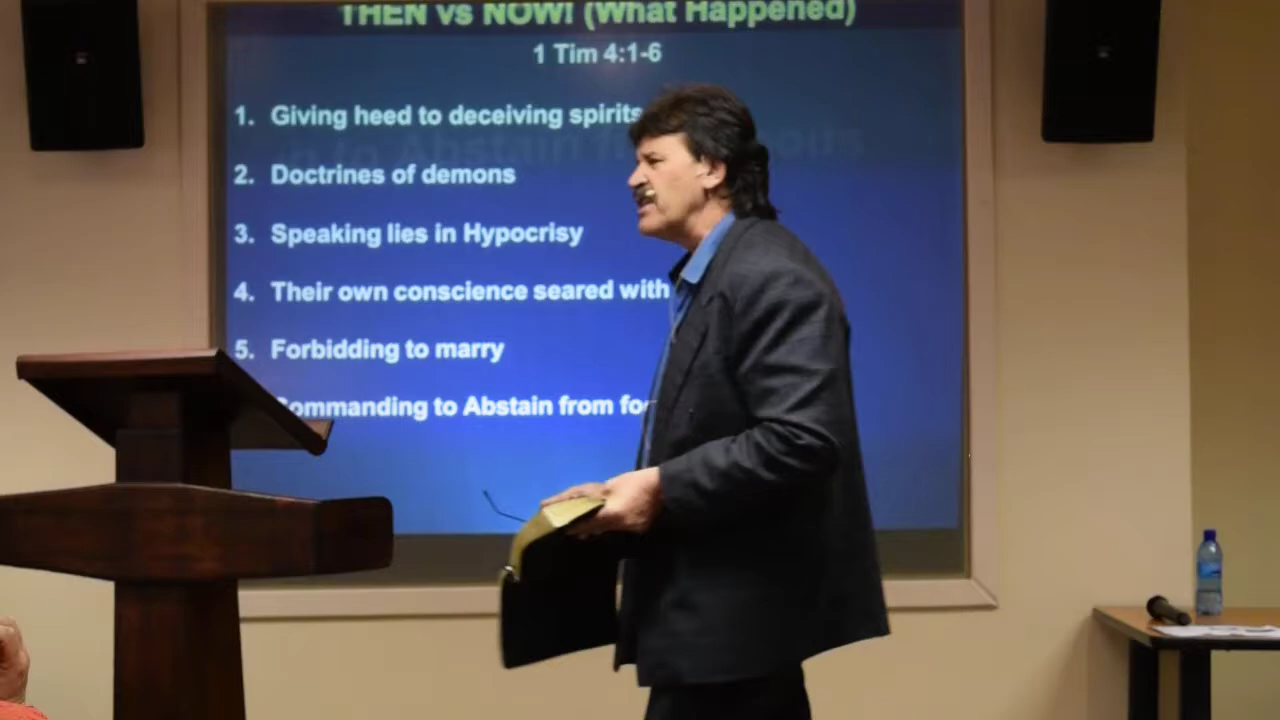 THEN vs NOW! (What Happened)
1 Tim 4:1-6
1. Giving heed to deceiving spirits
2. Doctrines of demons
3. Speaking lies in Hypocrisy
4. Their own conscience seared with
5. Forbidding to marry
Commanding to Abstain from